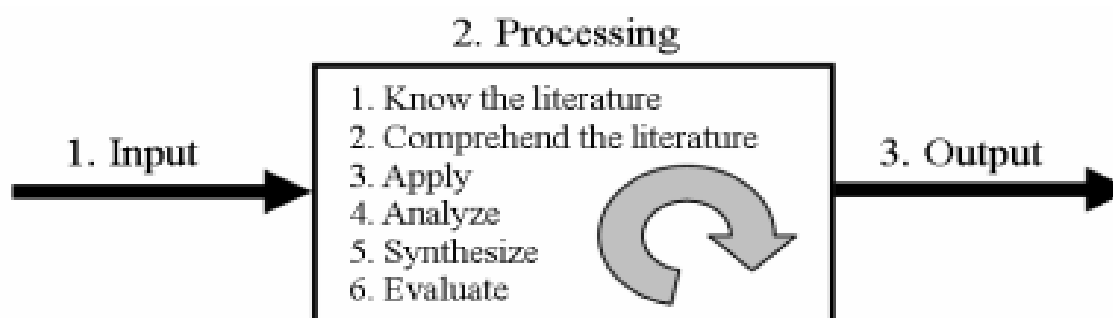 2. Processing
1. Input
1. Know the literature
2. Comprehend the literature
3. Apply
4. Analyze
5. Synthesize
6. Evaluate
3. Output